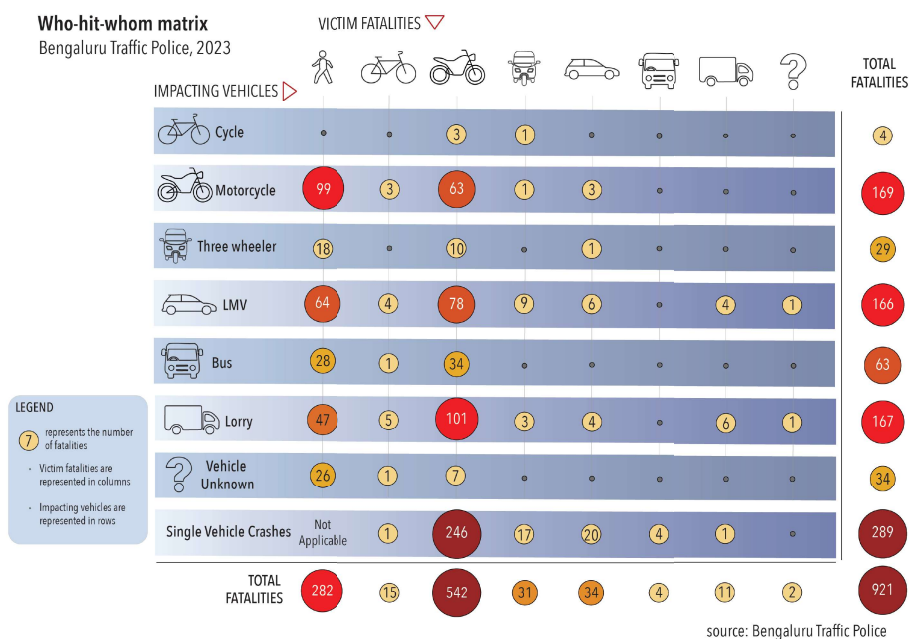 Who-hit-whom matrix
Bengaluru Traffic Police, 2023
VICTIM FATALITIES
IMPACTING VEHICLES
?
TOTAL
FATALITIES
Cycle
3
1
4
Motorcycle
99
3
63
1
3
169
Three wheeler
18
10
1
29
LMV
64
4
78
9
6
4
1
166
Bus
28
1
34
63
Lorry
47
5
101
3
4
6
1
167
?
Vehicle
Unknown
26
1
7
34
Single Vehicle Crashes
Not
Applicable
1
246
17
20
4
1
289
TOTAL
FATALITIES
282
15
542
31
34
4
11
2
921
LEGEND
7
represents the number
of fatalities
Victim fatalities are
represented in columns
Impacting vehicles are
represented in rows
source: Bengaluru Traffic Police